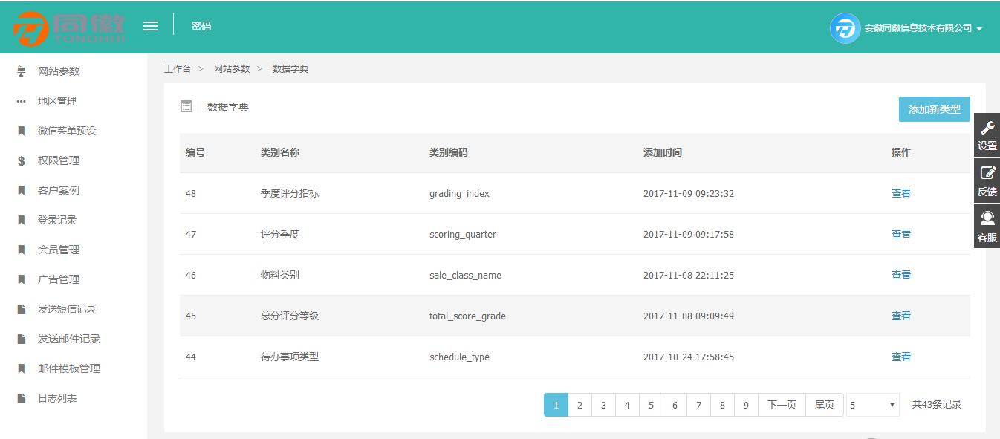 同徽
TONGHUI
密码
安徽同徽信息技术有限公司
网站参数
地区管理
微信菜单预设
权限管理
客户案例
登录记录
会员管理
广告管理
发送短信记录
发送邮件记录
邮件模板管理
日志列表
工作台 > 网站参数 > 数据字典
数据字典
添加新类型
编号 类别名称 类别编码 添加时间 操作
48 季度评分指标 grading_index 2017-11-09 09:23:32 查看
47 评分季度 scoring_quarter 2017-11-09 09:17:58 查看
46 物料类别 sale_class_name 2017-11-08 22:11:25 查看
45 总分评分等级 total_score_grade 2017-11-08 09:09:49 查看
44 待办事项类型 schedule_type 2017-10-24 17:58:45 查看
1 2 3 4 5 6 7 8 9 下一页 尾页 5 共43条记录
设置
反馈
客服